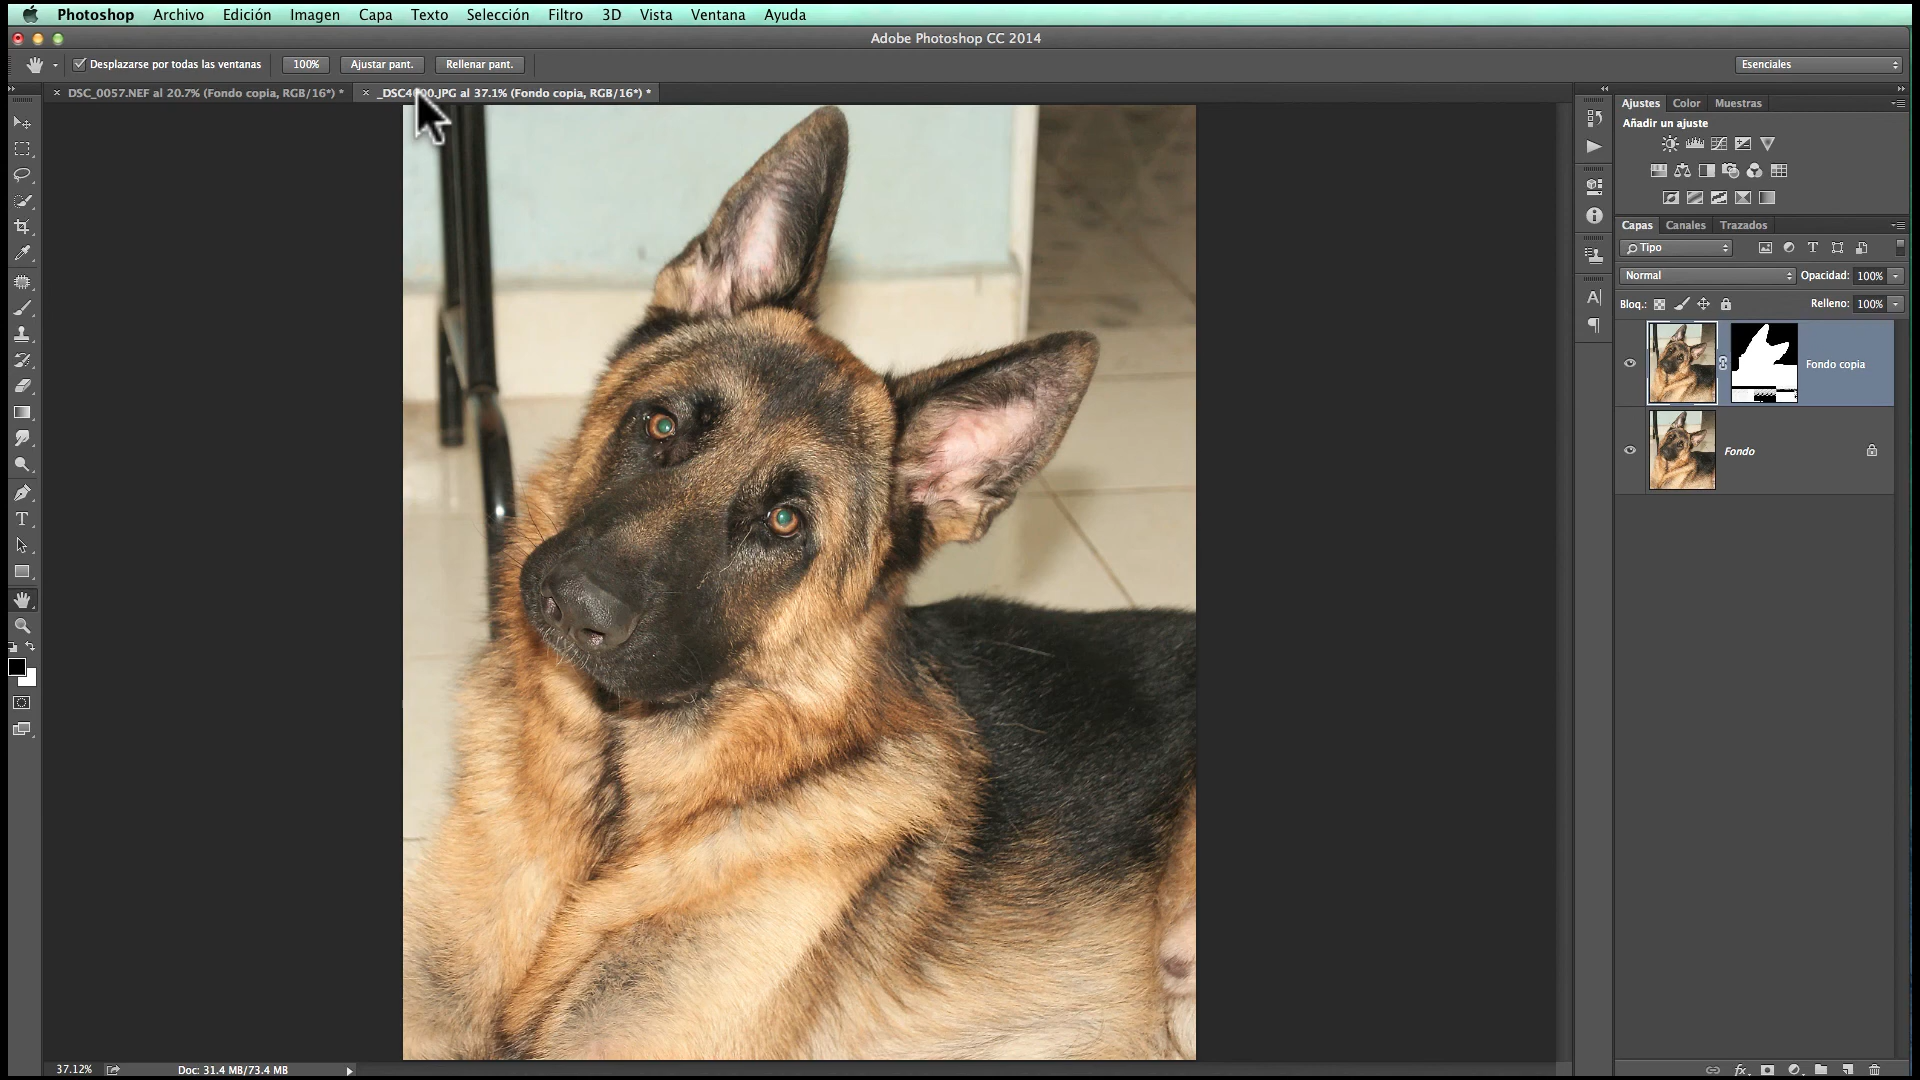 Photoshop Archivo Edición Imagen Capa Texto Selección Filtro 3D Vista Ventana Ayuda
Adobe Photoshop CC 2014
Desplazarse por todas las ventanas 100% Ajustar pant. Rellenar pant. Esenciales
DSC_0057.NEF al 20.7% (Fondo copia, RGB/16*) * al 37.1% (Fondo copia, RGB/16*) *
Ajustes Color Muestras
Añadir un ajuste
Capas Canales Trazados
Tipo
Normal Opacidad: 100%
Bloq.: Relleno: 100%
Fondo copia
Fondo
37.12% Doc: 31.4 MB/73.4 MB